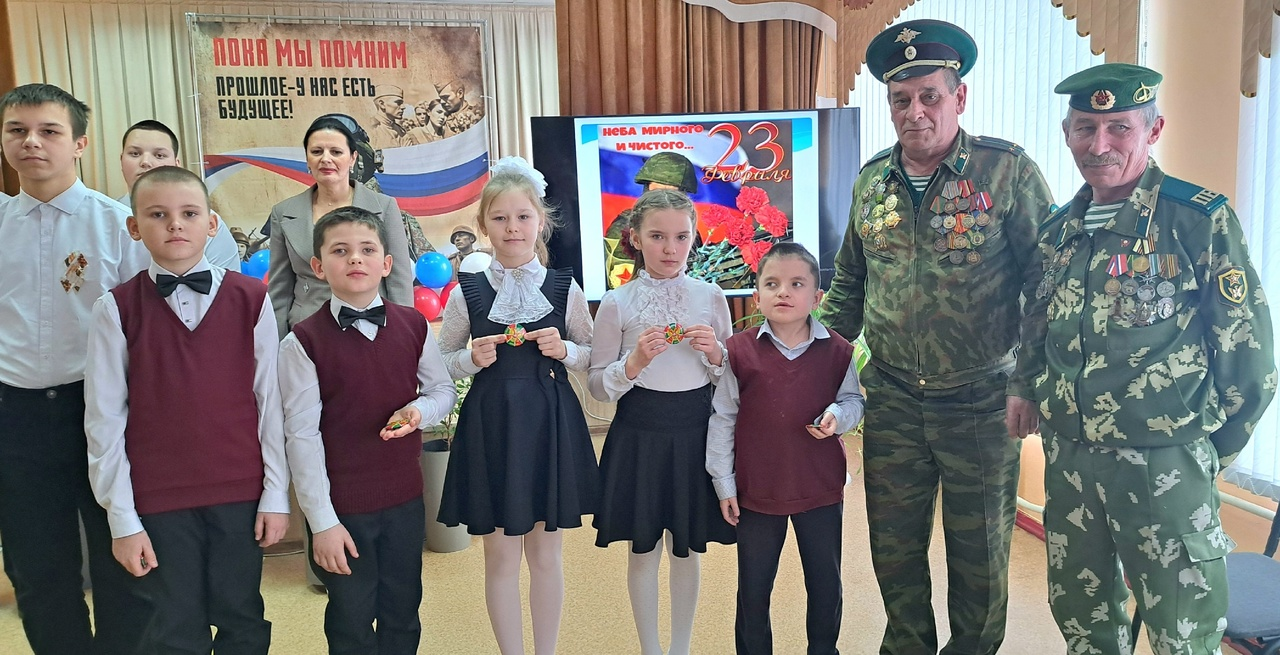 ПОКА МЫ ПОМНИМ
ПРОШЛОЕ-У НАС ЕСТЬ
БУДУЩЕЕ!
неба мирного
и чистого...
23
Февраля